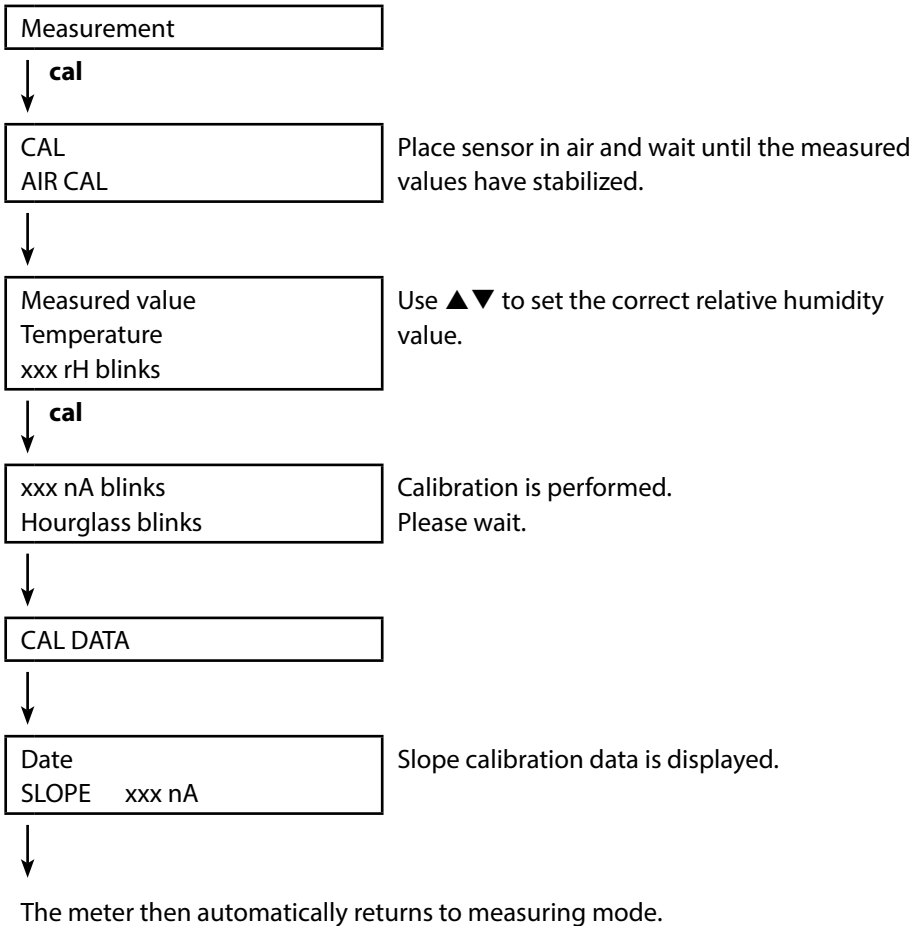 Measurement
cal
CAL
AIR CAL
Place sensor in air and wait until the measured
values have stabilized.
Measured value
Temperature
xxx rH blinks
Use ▲▼ to set the correct relative humidity
value.
cal
xxx nA blinks
Hourglass blinks
Calibration is performed.
Please wait.
CAL DATA
Date
SLOPE xxx nA
Slope calibration data is displayed.
The meter then automatically returns to measuring mode.